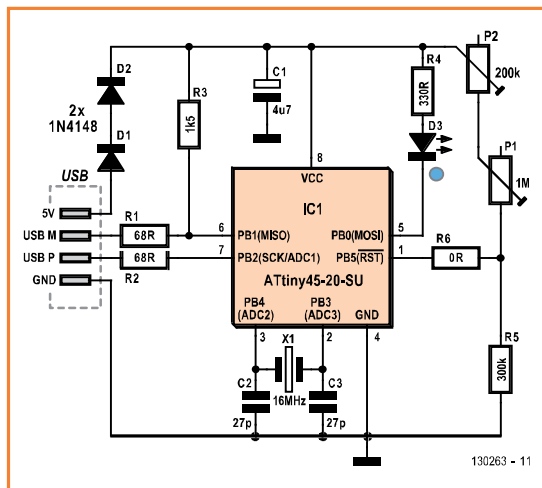 P2
200k
D2
2x
1N4148
D1
R3
1k5
C1
4u7
R4
330R
D3
P1
1M
USB
5V
USB M
USB P
GND
R1
68R
68R
R2
8
VCC
IC1
6
PB1(MISO)
PB0(MOSI)
5
7
PB2(SCK/ADC1)
PB5(RST)
1
ATtiny45-20-SU
PB4
(ADC2)
PB3
(ADC3)
GND
3
2
4
R6
0R
R5
300k
X1
16MHz
C2
27p
C3
27p
130263 - 11